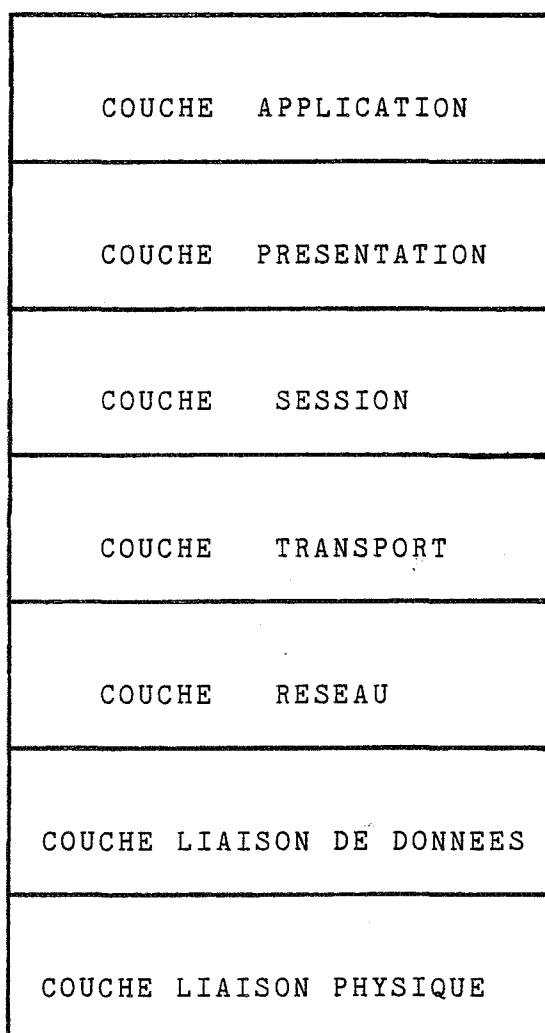 COUCHE APPLICATION
COUCHE PRESENTATION
COUCHE SESSION
COUCHE TRANSPORT
COUCHE RESEAU
COUCHE LIAISON DE DONNEES
COUCHE LIAISON PHYSIQUE